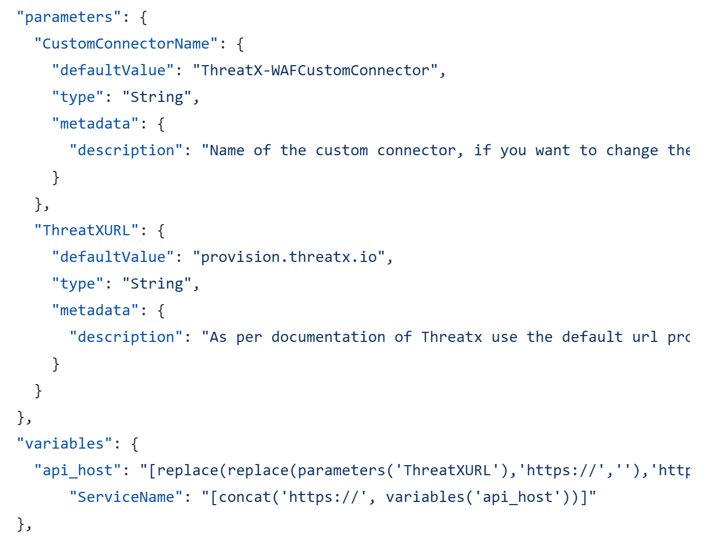 "parameters": {
"CustomConnectorName": {
"defaultValue": "ThreatX-WAFCustomConnector",
"type": "String",
"metadata": {
"description": "Name of the custom connector, if you want to change the
}
},
"ThreatXURL": {
"defaultValue": "provision.threatx.io",
"type": "String",
"metadata": {
"description": "As per documentation of Threatx use the default url pro
}
}
},
"variables": {
"api_host": "[replace(replace(parameters('ThreatXURL'),'https://',''),'http
"ServiceName": "[concat('https://', variables('api_host'))]"
},